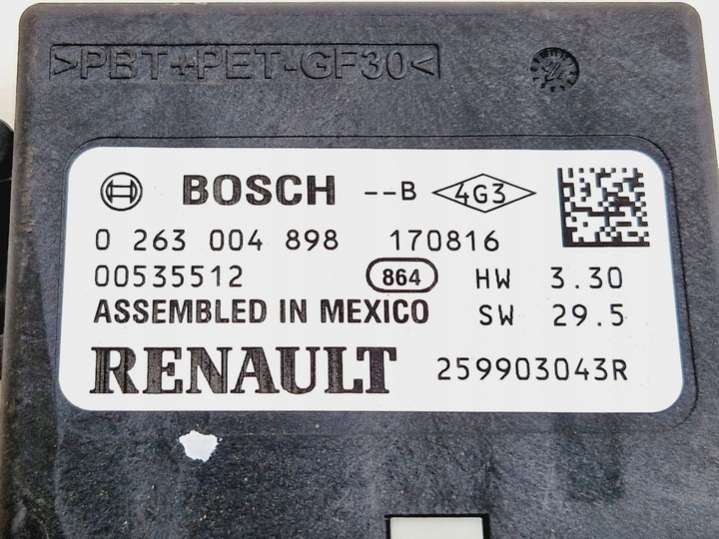 >PBT+PET-GF30<
BOSCH --B 4G3
0 263 004 898 170816
00535512 864 HW 3.30
ASSEMBLED IN MEXICO SW 29.5
RENAULT 259903043R